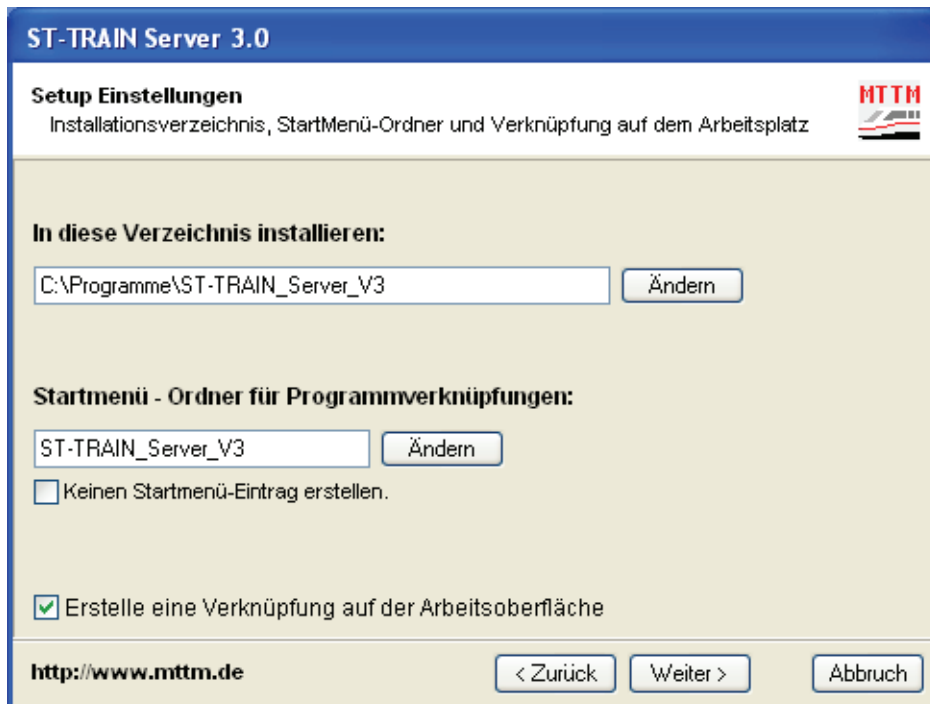 ST-TRAIN Server 3.0
Setup Einstellungen
MTTM
Installationsverzeichnis, StartMenü-Ordner und Verknüpfung auf dem Arbeitsplatz
In diese Verzeichnis installieren:
C:\Programme\ST-TRAIN_Server_V3 Ändern
Startmenü - Ordner für Programmverknüpfungen:
ST-TRAIN_Server_V3 Ändern
Keinen Startmenü-Eintrag erstellen.
Erstelle eine Verknüpfung auf der Arbeitsoberfläche
http://www.mttm.de < Zurück Weiter > Abbruch